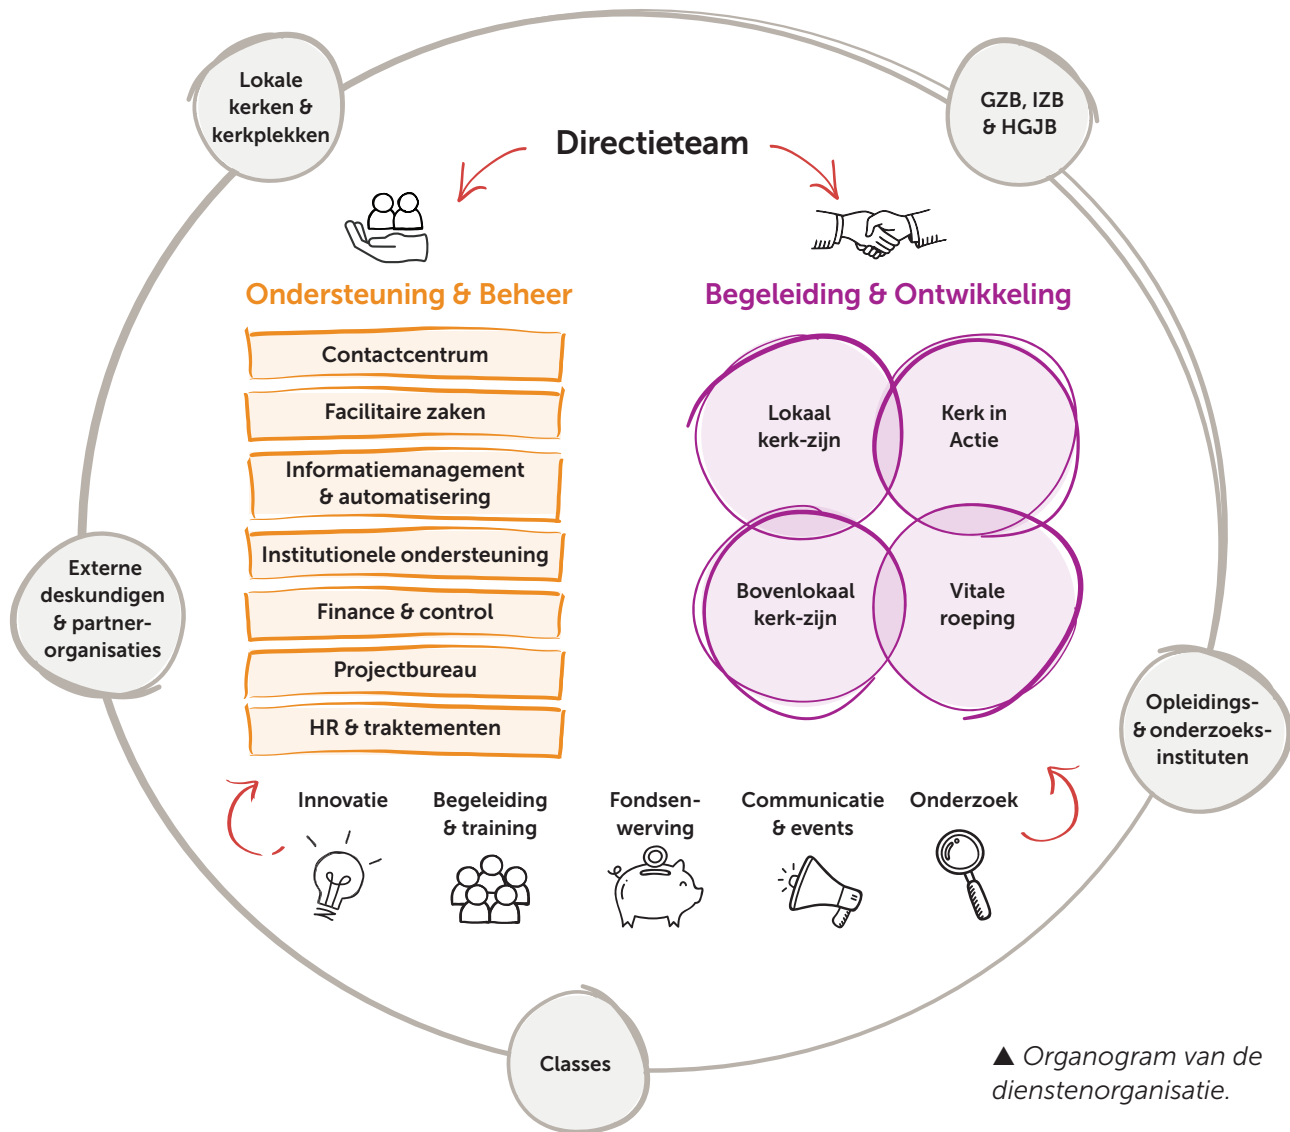 Lokale
kerken &
kerkplekken
GZB, IZB
& HGJB
Directieteam
Ondersteuning & Beheer
Contactcentrum
Facilitaire zaken
Informatiemanagement
& automatisering
Institutionele ondersteuning
Finance & control
Projectbureau
HR & traktementen
Begeleiding & Ontwikkeling
Lokaal
kerk-zijn
Kerk in
Actie
Bovenlokaal
kerk-zijn
Vitale
roeping
Externe
deskundigen
& partner-
organisaties
Opleidings-
& onderzoeks-
instituten
Innovatie
Begeleiding
& training
Fondsen-
werving
Communicatie
& events
Onderzoek
Classes
▲ Organogram van de
dienstenorganisatie.